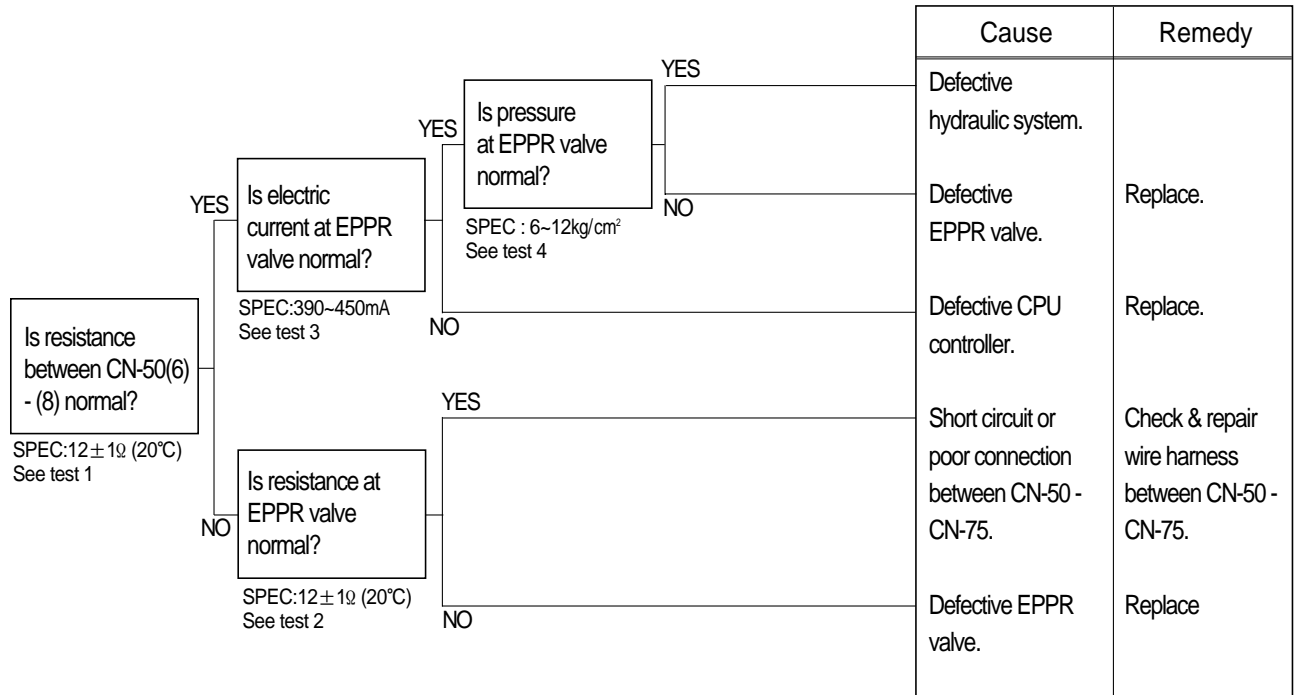 Cause
Remedy
YES
Defective
hydraulic system.
Is pressure
at EPPR valve
normal?
YES
NO
Defective
EPPR valve.
Replace.
SPEC : 6~12kg/cm²
See test 4
YES
Is electric
current at EPPR
valve normal?
SPEC:390~450mA
See test 3
NO
Defective CPU
controller.
Replace.
Is resistance
between CN-50(6)
- (8) normal?
SPEC:12±1Ω (20℃)
See test 1
YES
Short circuit or
poor connection
between CN-50 -
CN-75.
Check & repair
wire harness
between CN-50 -
CN-75.
NO
Is resistance at
EPPR valve
normal?
SPEC:12±1Ω (20℃)
See test 2
NO
Defective EPPR
valve.
Replace